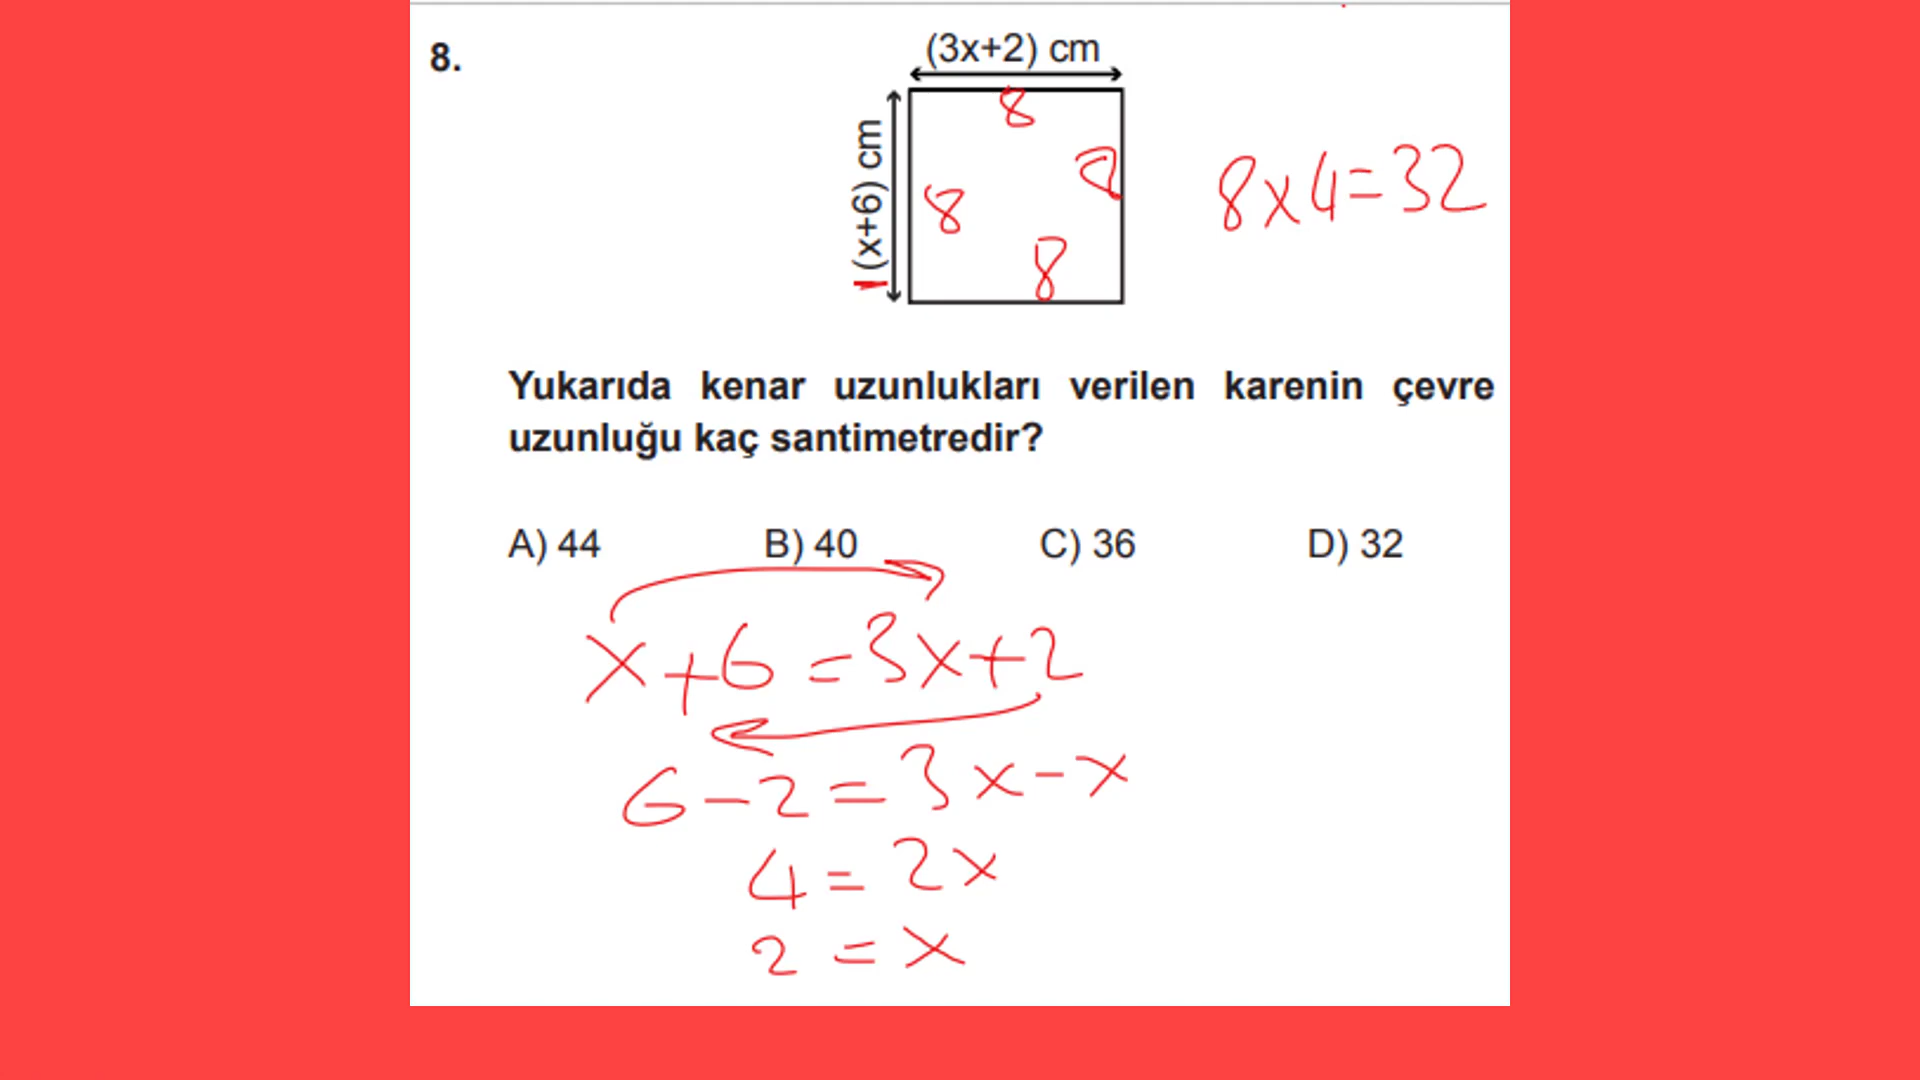 8.
(3x+2) cm
(x+6) cm
8
8
8
8
8x4=32
Yukarıda kenar uzunlukları verilen karenin çevre
uzunluğu kaç santimetredir?
A) 44 B) 40 C) 36 D) 32
x+6=3x+2
6-2=3x-x
4=2x
2=x